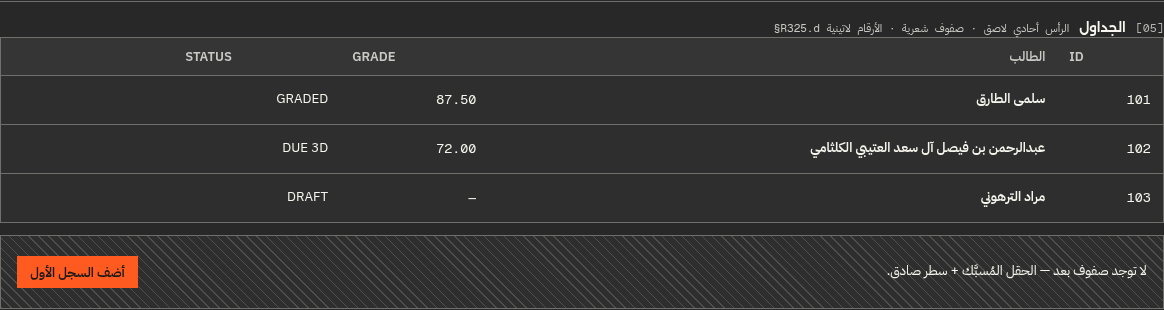 [05] الجداول الرأس أحادي لاصق · صفوف شعرية · الأرقام لاتينية §R325.d
ID الطالب GRADE STATUS
101 سلمى الطارق 87.50 GRADED
102 عبدالرحمن بن فيصل آل سعد العتيبي الكلثامي 72.00 DUE 3D
103 مراد الترهوني — DRAFT
لا توجد صفوف بعد — الحقل المُسبَّك + سطر صادق. أضف السجل الأول